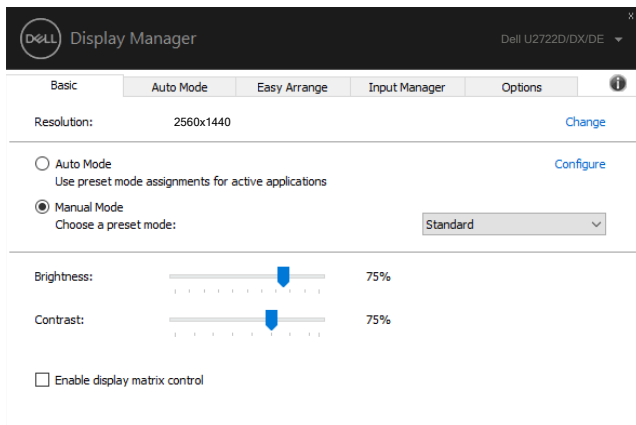 DELL Display Manager
x
Dell U2722D/DX/DE
Basic
Auto Mode
Easy Arrange
Input Manager
Options
i
Resolution:
2560x1440
Change
Auto Mode
Configure
Use preset mode assignments for active applications
Manual Mode
Choose a preset mode:
Standard
Brightness:
75%
Contrast:
75%
Enable display matrix control